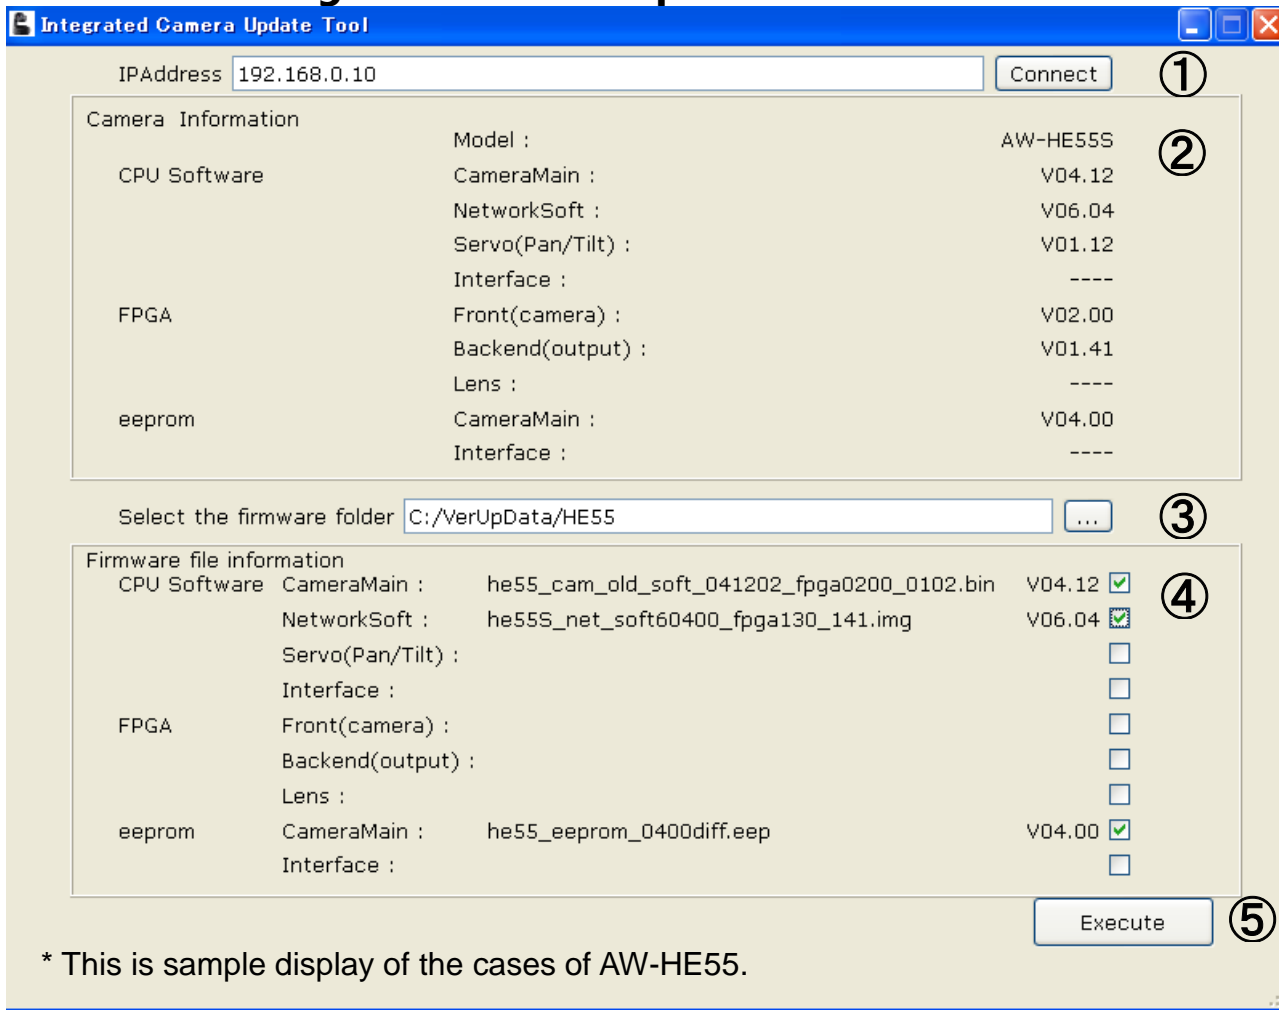 Integrated Camera Update Tool
IPAddress 192.168.0.10 Connect ①
Camera Information
Model : AW-HE55S ②
CPU Software CameraMain : V04.12
NetworkSoft : V06.04
Servo(Pan/Tilt) : V01.12
Interface : ----
FPGA Front(camera) : V02.00
Backend(output) : V01.41
Lens : ----
eeprom CameraMain : V04.00
Interface : ----
Select the firmware folder C:/VerUpData/HE55 ... ③
Firmware file information
CPU Software CameraMain : he55_cam_old_soft_041202_fpga0200_0102.bin V04.12 ④
NetworkSoft : he55S_net_soft60400_fpga130_141.img V06.04
Servo(Pan/Tilt) :
Interface :
FPGA Front(camera) :
Backend(output) :
Lens :
eeprom CameraMain : he55_eeprom_0400diff.eep V04.00
Interface :
Execute ⑤
* This is sample display of the cases of AW-HE55.